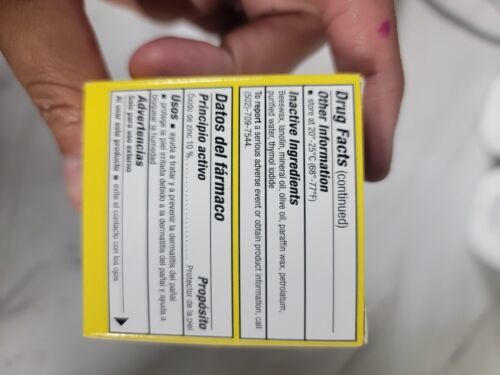 Drug Facts (continued)
Other Information
▪ store at 20°-25°C (68°-77°F)
Inactive Ingredients
Beeswax, lanolin, mineral oil, olive oil, paraffin wax, petrolatum,
purified water, thymol iodide
To report a serious adverse event or obtain product information, call
(502)-709-7544.
Datos del fármaco
Principio activo Propósito
Óxido de zinc 10 %.............................Protector de la piel
Usos ▪ ayuda a tratar y a prevenir la dermatitis del pañal
▪ protege la piel irritada debido a la dermatitis del pañal y ayuda a
bloquear la humedad
Advertencias
Solo para uso externo
Al usar este producto ▪ evite el contacto con los ojos